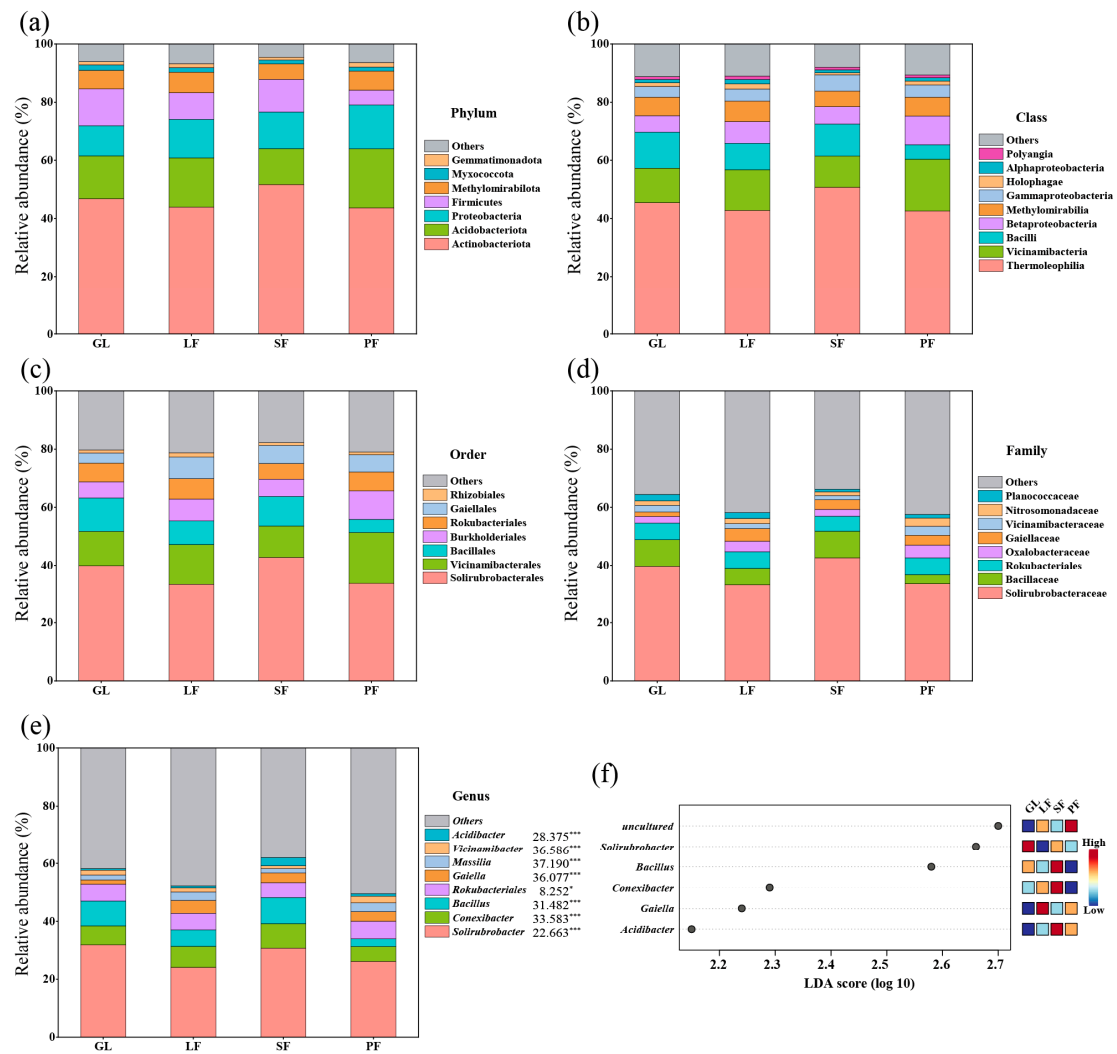 (a)
Relative abundance (%)
100
80
60
40
20
0
GL LF SF PF
Phylum
Others
Gemmatimonadota
Myxococcota
Methylomirabilota
Firmicutes
Proteobacteria
Acidobacteriota
Actinobacteriota
(b)
Relative abundance (%)
100
80
60
40
20
0
GL LF SF PF
Class
Others
Polyangia
Alphaproteobacteria
Holophagae
Gammaproteobacteria
Methylomirabilia
Betaproteobacteria
Bacilli
Vicinamibacteria
Thermoleophilia
(c)
Relative abundance (%)
100
80
60
40
20
0
GL LF SF PF
Order
Others
Rhizobiales
Gaiellales
Rokubacteriales
Burkholderiales
Bacillales
Vicinamibacterales
Solirubrobacterales
(d)
Relative abundance (%)
100
80
60
40
20
0
GL LF SF PF
Family
Others
Planococcaceae
Nitrosomonadaceae
Vicinamibacteraceae
Gaiellaceae
Oxalobacteraceae
Rokubacteriales
Bacillaceae
Solirubrobacteraceae
(e)
Relative abundance (%)
100
80
60
40
20
0
GL LF SF PF
Genus
Others
Acidibacter 28.375***
Vicinamibacter 36.586***
Massilia 37.190***
Gaiella 36.077***
Rokubacteriales 8.252*
Bacillus 31.482***
Conexibacter 33.583***
Solirubrobacter 22.663***
(f)
GL LF SF PF
uncultured
Solirubrobacter
Bacillus
Conexibacter
Gaiella
Acidibacter
2.2 2.3 2.4 2.5 2.6 2.7
LDA score (log 10)
High
Low